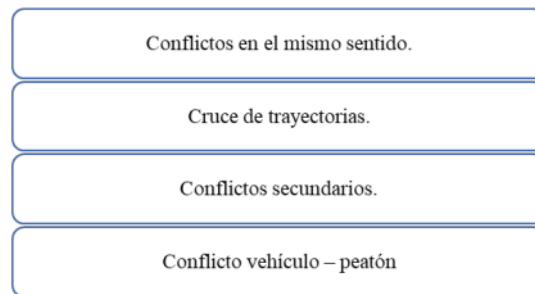 Conflictos en el mismo sentido.
Cruce de trayectorias.
Conflictos secundarios.
Conflicto vehículo – peatón